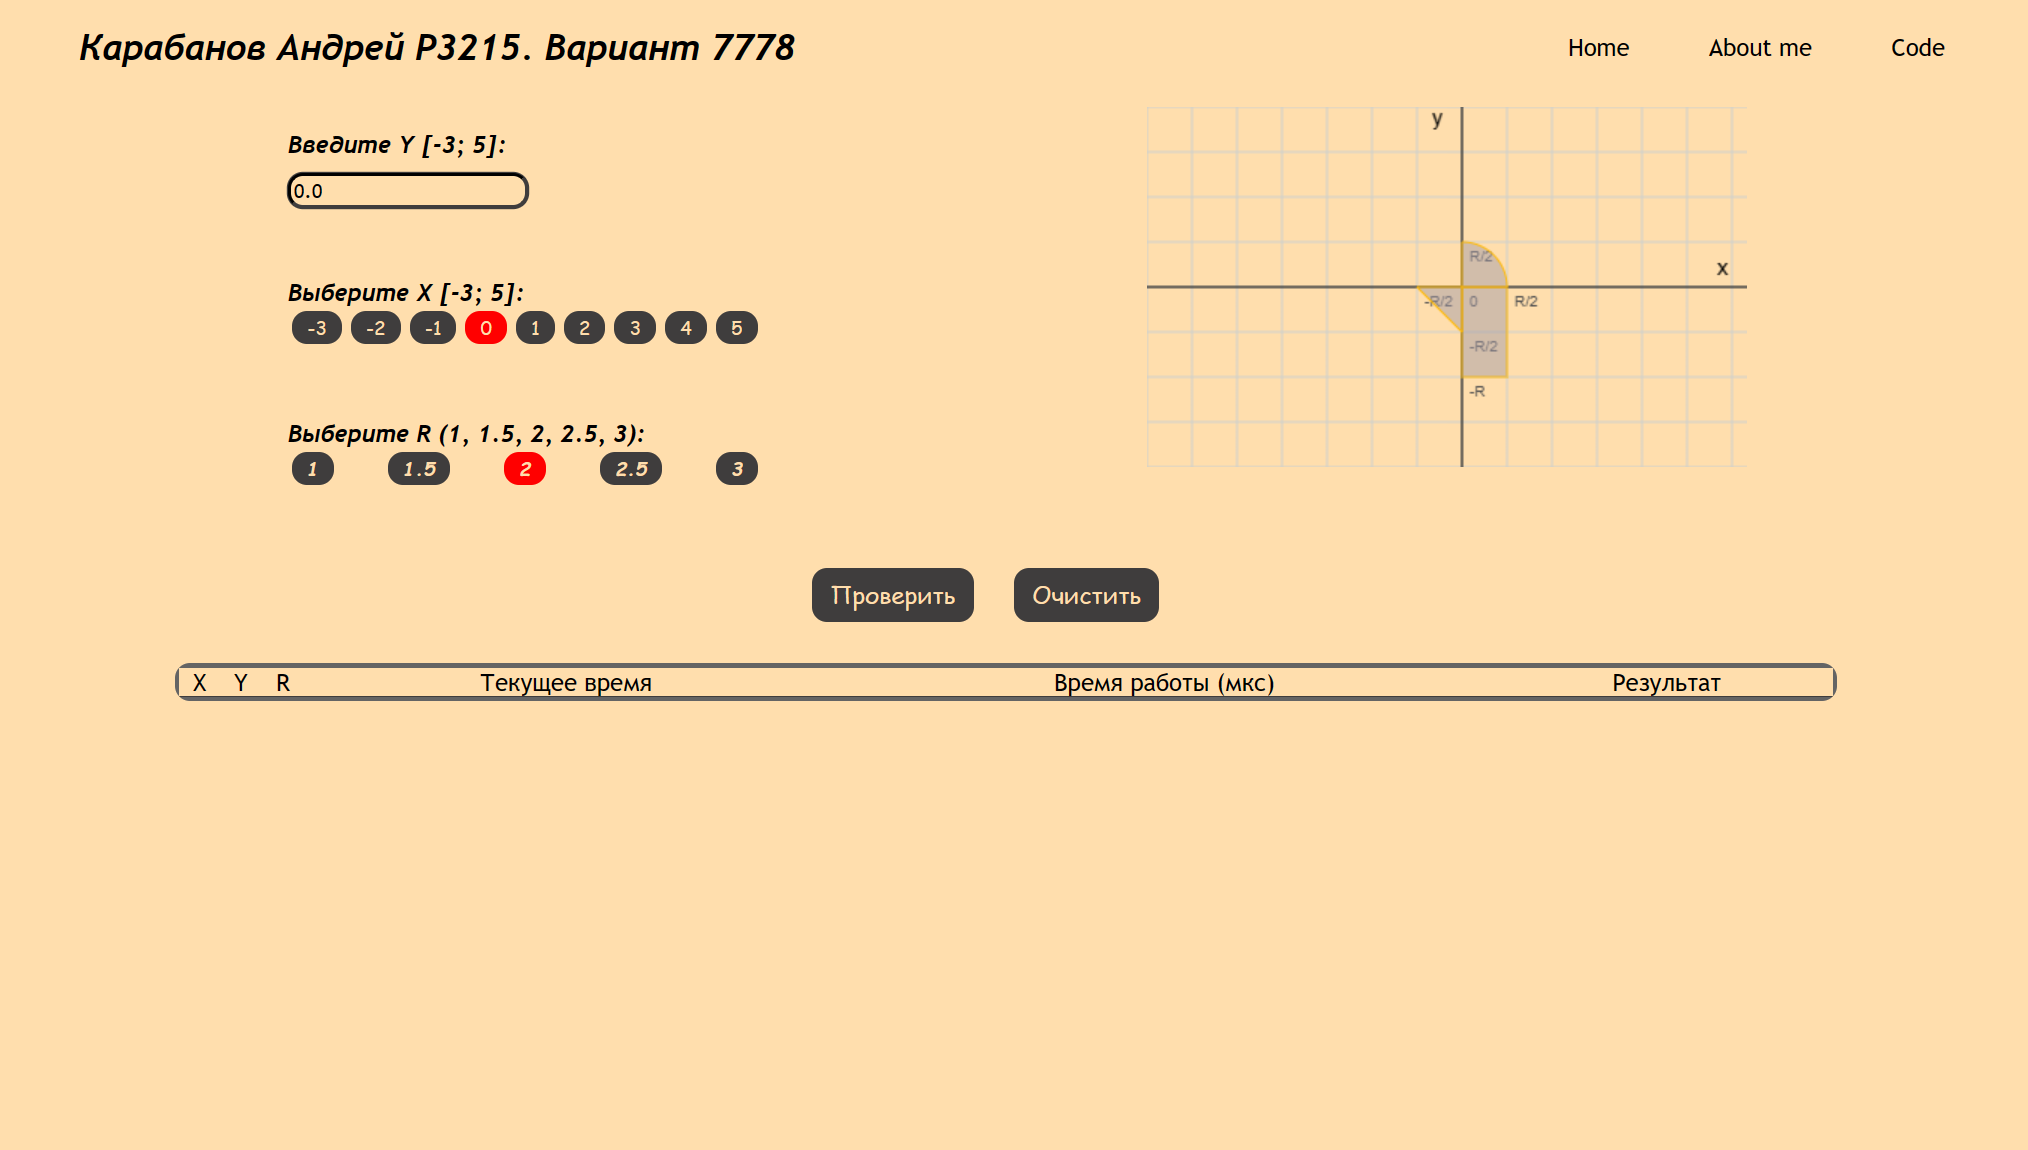 Карабанов Андрей Р3215. Вариант 7778
Home About me Code
Введите Y [-3; 5]:
0.0
Выберите X [-3; 5]:
-3 -2 -1 0 1 2 3 4 5
Выберите R (1, 1.5, 2, 2.5, 3):
1 1.5 2 2.5 3
y
R/2
x
-R/2 0 R/2
-R/2
-R
Проверить Очистить
X Y R Текущее время Время работы (мкс) Результат